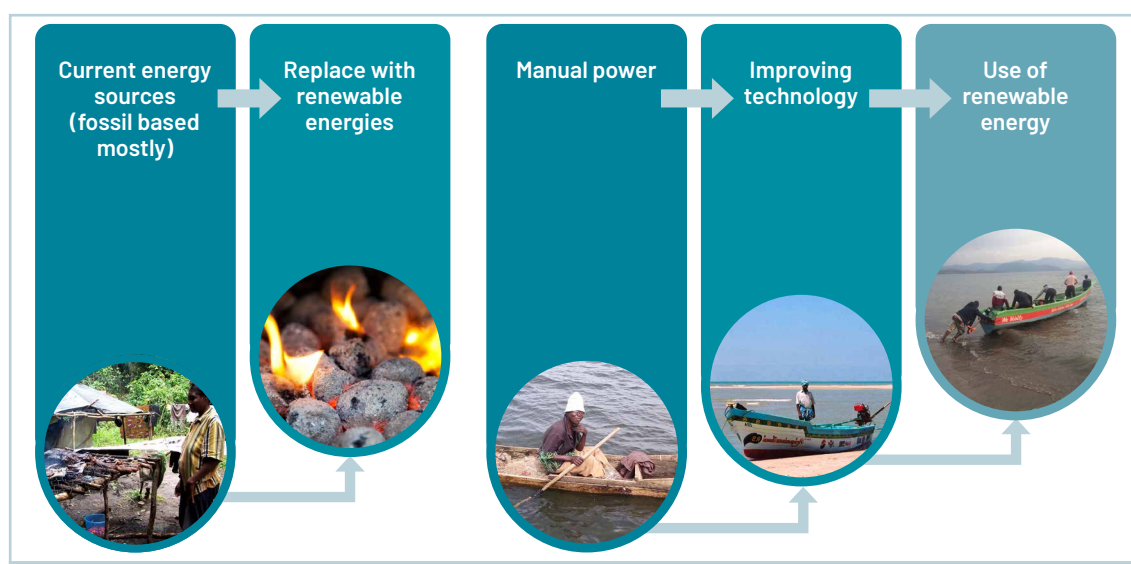 Current energy
sources
(fossil based
mostly)
Replace with
renewable
energies
Manual power
Improving
technology
Use of
renewable
energy